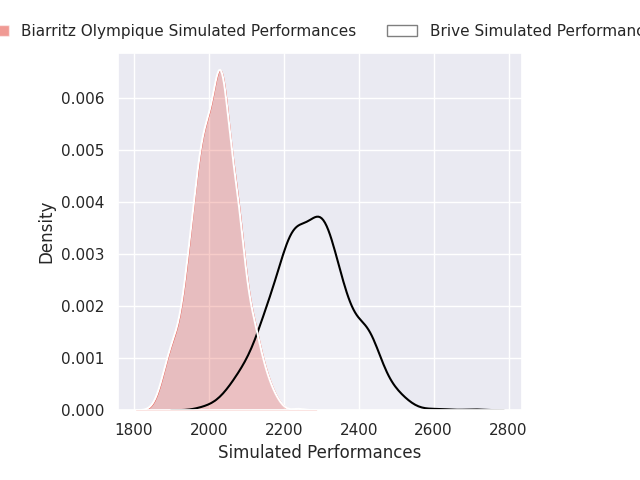 Biarritz Olympique Simulated Performances
Brive Simulated
Density
0.006
0.005
0.004
0.003
0.002
0.001
0.000
1800 2000 2200 2400 2600 2800
Simulated Performances